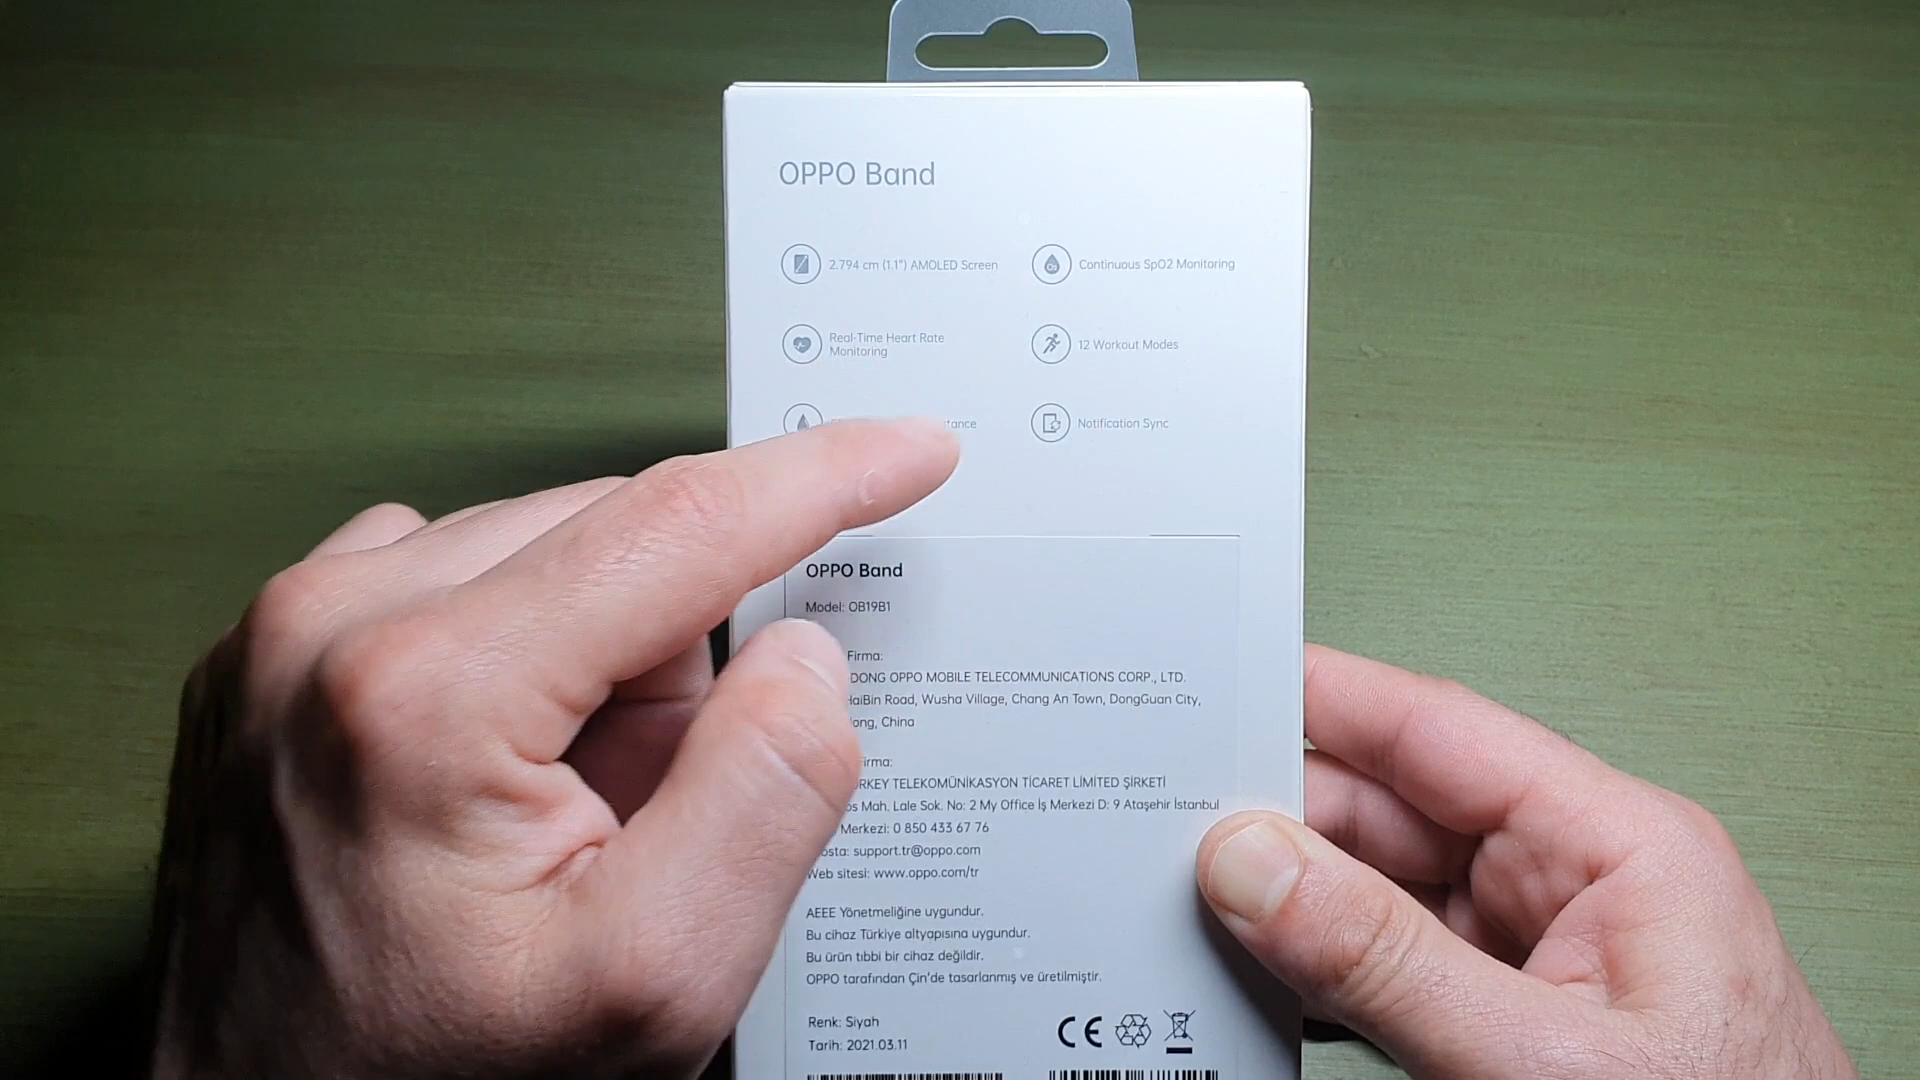 OPPO Band
2.794 cm (1.1") AMOLED Screen
Continuous SpO2 Monitoring
Real-Time Heart Rate
Monitoring
12 Workout Modes
Notification Sync
OPPO Band
Model: OB19B1
Firma:
OPPO MOBILE TELECOMMUNICATIONS CORP., LTD.
Road, Wusha Village, Chang An Town, DongGuan City,
China
TELEKOMÜNİKASYON TİCARET LİMİTED ŞİRKETİ
Mah. Lale Sok. No: 2 My Office İş Merkezi D: 9 Ataşehir İstanbul
Merkezi: 0 850 433 67 76
support.tr@oppo.com
Web sitesi: www.oppo.com/tr
AEEE Yönetmeliğine uygundur.
Bu cihaz Türkiye altyapısına uygundur.
Bu ürün tıbbi bir cihaz değildir.
OPPO tarafından Çin'de tasarlanmış ve üretilmiştir.
Renk: Siyah
Tarih: 2021.03.11
CE